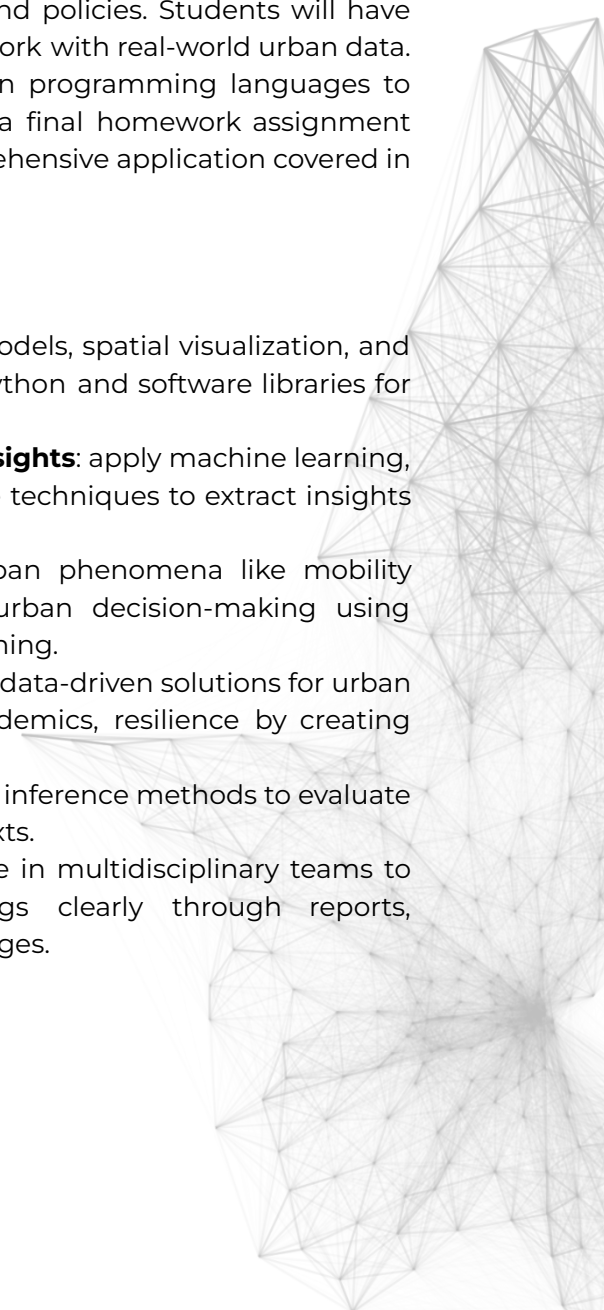 nd policies. Students will have
ork with real-world urban data.
n programming languages to
a final homework assignment
ehensive application covered in
odels, spatial visualization, and
ython and software libraries for
sights: apply machine learning,
techniques to extract insights
ban phenomena like mobility
urban decision-making using
ning.
data-driven solutions for urban
demics, resilience by creating
inference methods to evaluate
xts.
e in multidisciplinary teams to
gs clearly through reports,
ges.